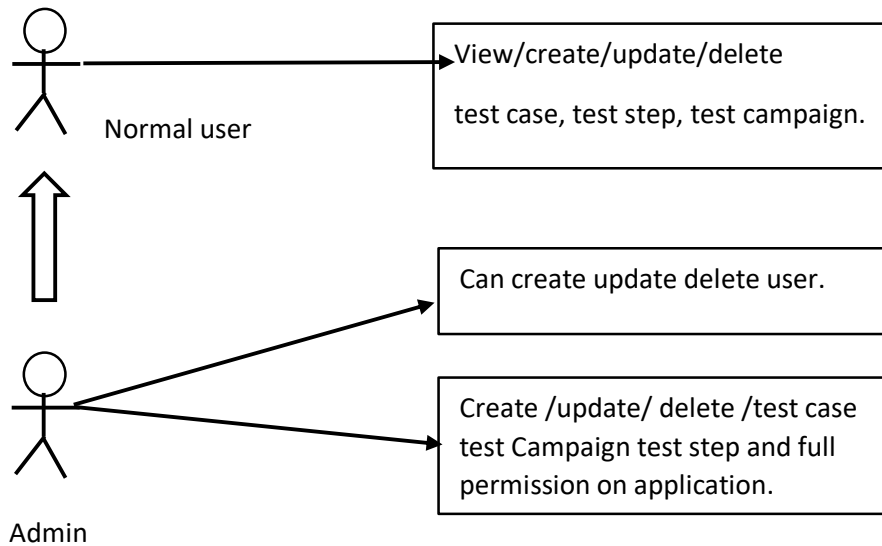 View/create/update/delete
test case, test step, test campaign.
Normal user
Can create update delete user.
Create /update/ delete /test case
test Campaign test step and full
permission on application.
Admin